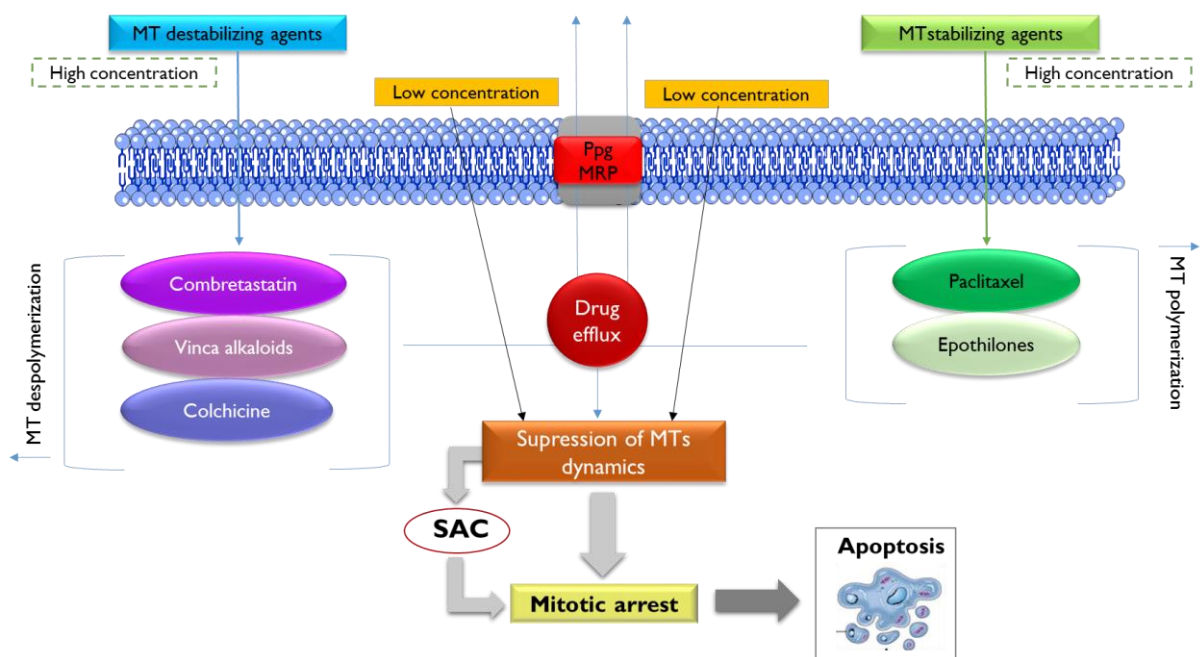 MT destabilizing agents
MTstabilizing agents
High concentration
High concentration
Low concentration
Low concentration
Ppg
MRP
Combretastatin
Vinca alkaloids
Colchicine
MT despolymerization
Drug
efflux
Paclitaxel
Epothilones
MT polymerization
Supression of MTs
dynamics
SAC
Mitotic arrest
Apoptosis